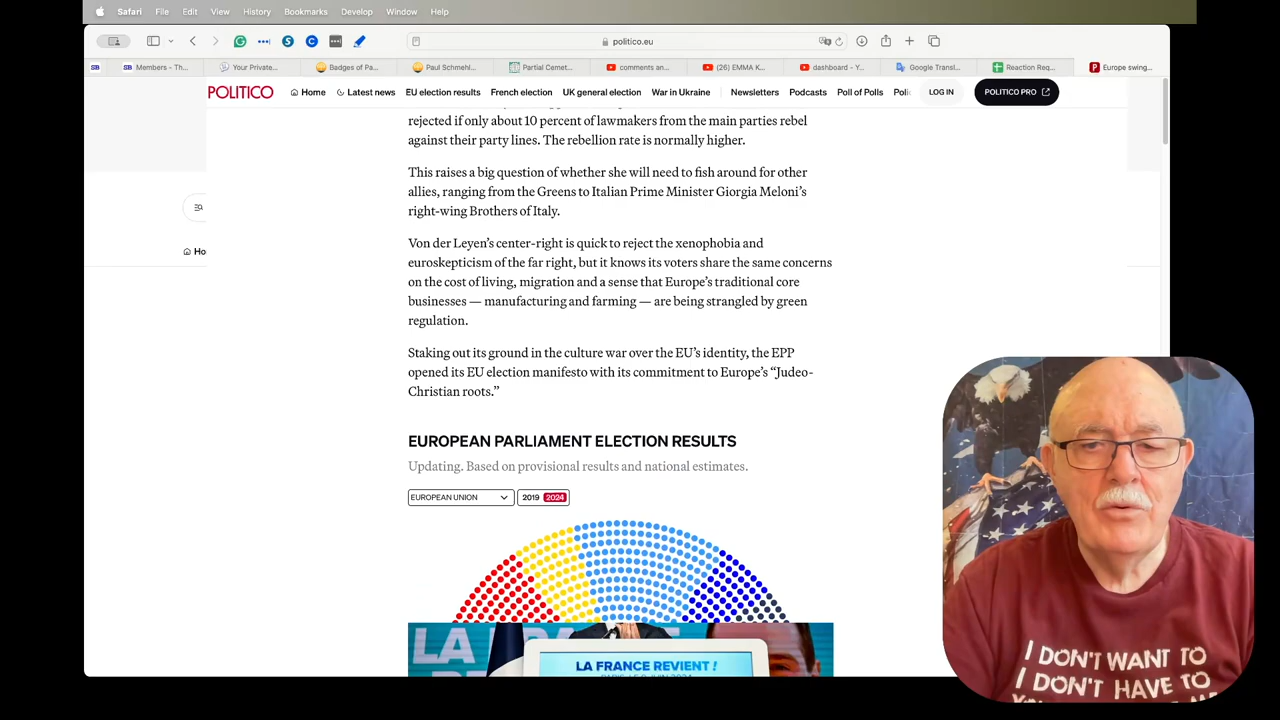 Safari File Edit View History Bookmarks Develop Window Help
politico.eu
Members - Th...
Your Private...
Badges of Pa...
Paul Schmehl...
Partial Cemet...
comments an...
(26) EMMA K...
dashboard - Y...
Google Transl...
Reaction Req...
Europe swing...
POLITICO
Home
Latest news
EU election results
French election
UK general election
War in Ukraine
Newsletters
Podcasts
Poll of Polls
LOG IN
POLITICO PRO
rejected if only about 10 percent of lawmakers from the main parties rebel
against their party lines. The rebellion rate is normally higher.
This raises a big question of whether she will need to fish around for other
allies, ranging from the Greens to Italian Prime Minister Giorgia Meloni’s
right-wing Brothers of Italy.
Von der Leyen’s center-right is quick to reject the xenophobia and
euroskepticism of the far right, but it knows its voters share the same concerns
on the cost of living, migration and a sense that Europe’s traditional core
businesses — manufacturing and farming — are being strangled by green
regulation.
Staking out its ground in the culture war over the EU’s identity, the EPP
opened its EU election manifesto with its commitment to Europe’s “Judeo-
Christian roots.”
EUROPEAN PARLIAMENT ELECTION RESULTS
Updating. Based on provisional results and national estimates.
EUROPEAN UNION
2019 2024
LA FRANCE REVIENT !
I DON'T WANT TO
I DON'T HAVE TO